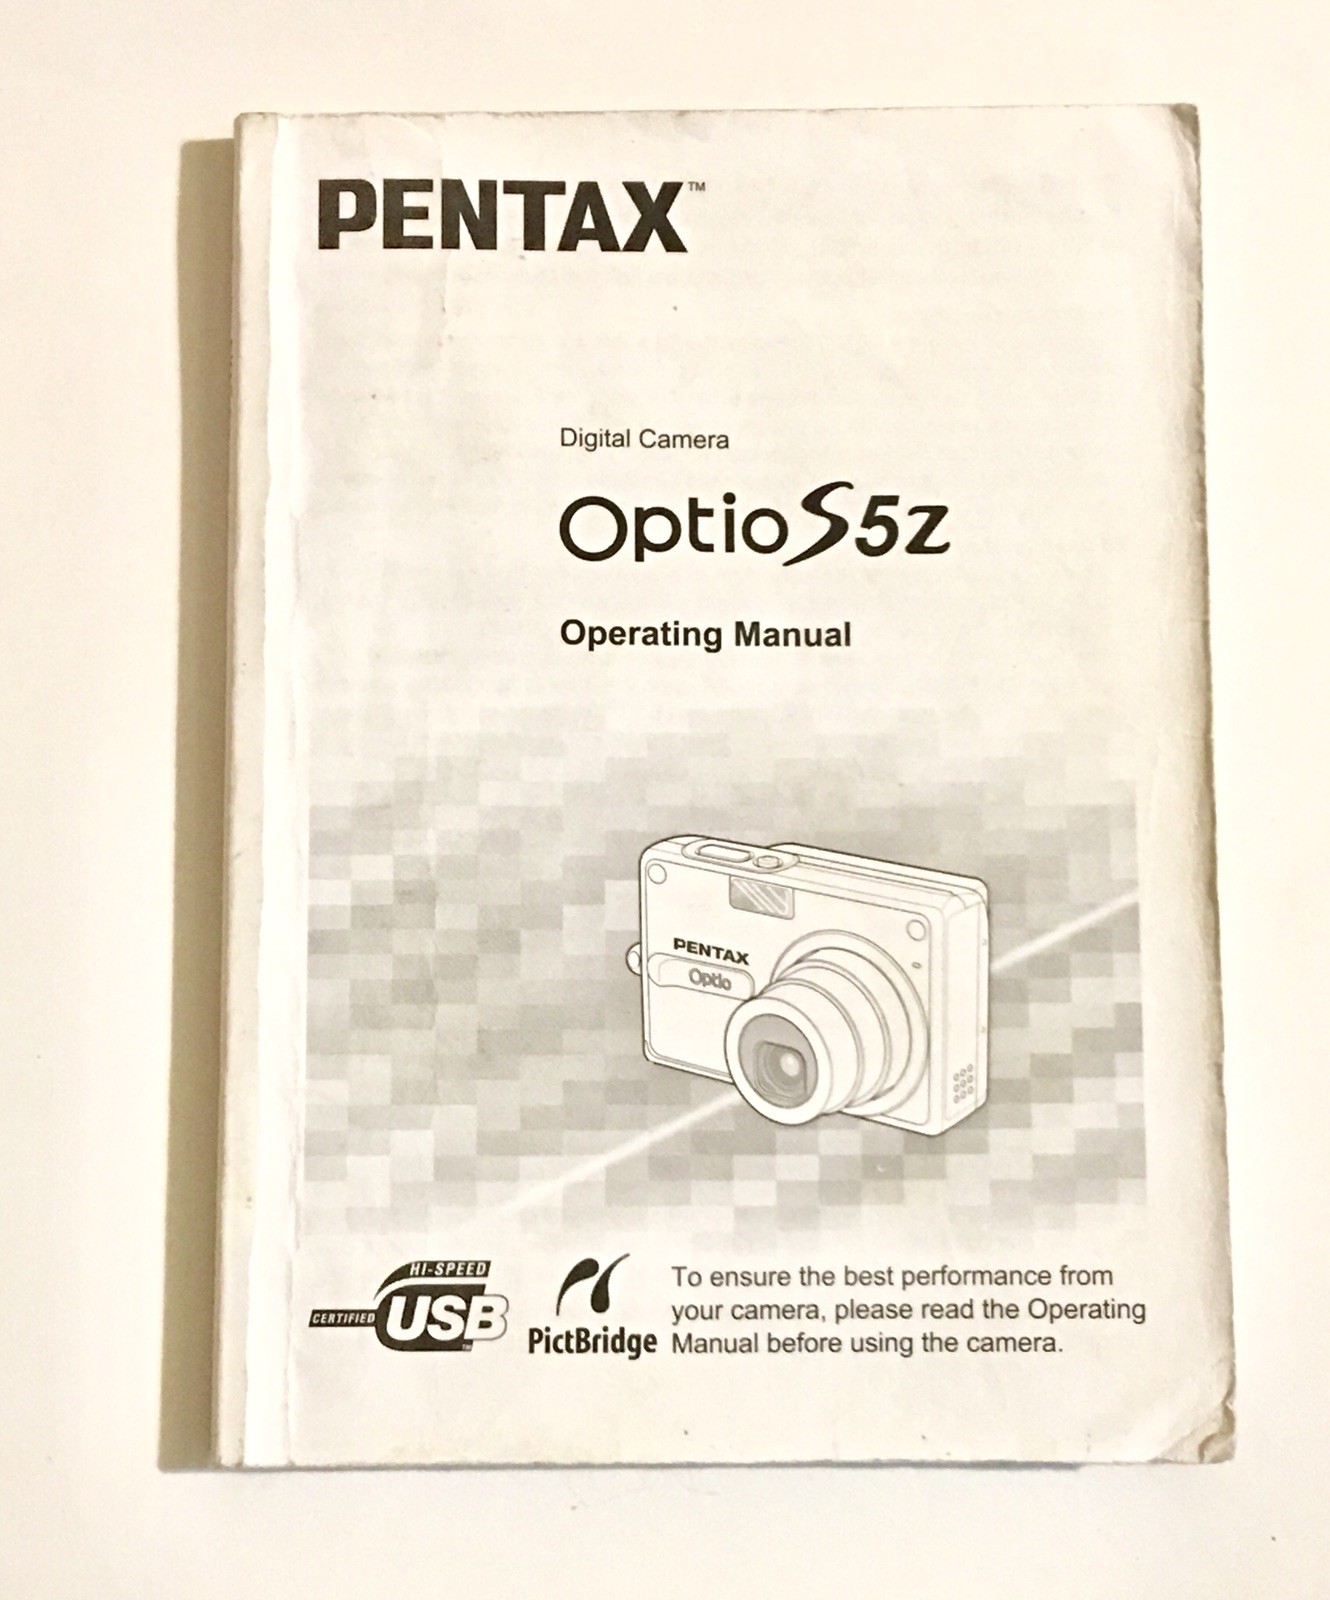 PENTAX™
Digital Camera
Optio S5z
Operating Manual
PENTAX
Optio
HI-SPEED
CERTIFIED
USB
PictBridge
To ensure the best performance from
your camera, please read the Operating
Manual before using the camera.